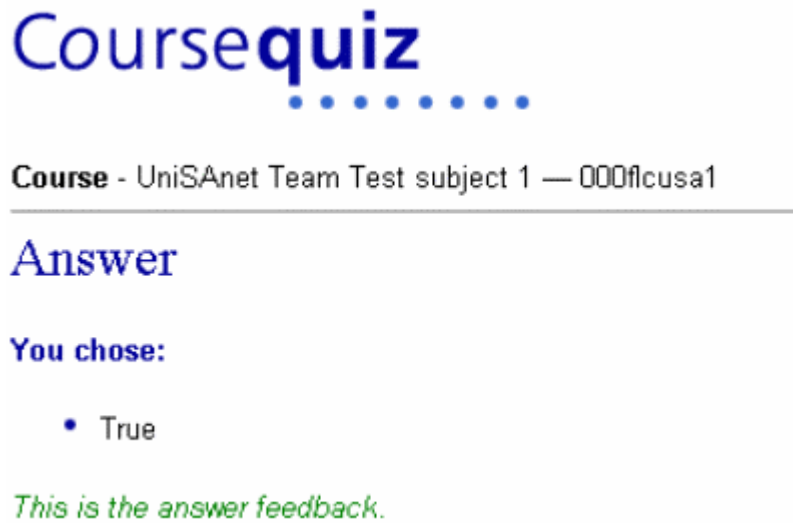 Coursequiz
Course - UniSAnet Team Test subject 1 — 000flcusa1
Answer
You chose:
• True
This is the answer feedback.